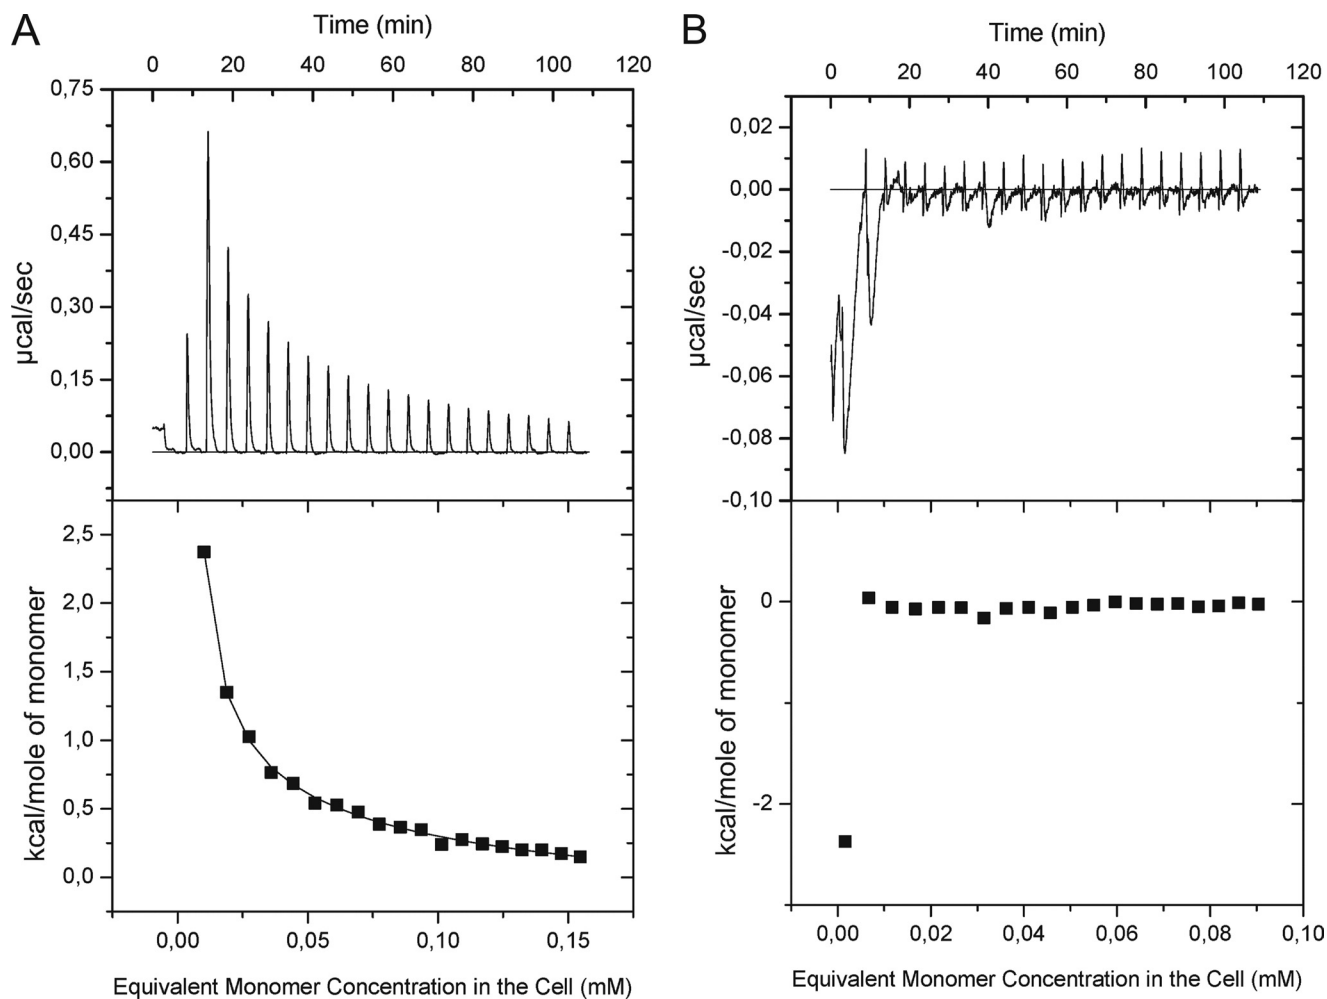 A
Time (min)
0 20 40 60 80 100 120
0,75
0,60
0,45
0,30
0,15
0,00
µcal/sec
2,5
2,0
1,5
1,0
0,5
0,0
kcal/mole of monomer
0,00 0,05 0,10 0,15
Equivalent Monomer Concentration in the Cell (mM)
B
Time (min)
0 20 40 60 80 100 120
0,02
0,00
-0,02
-0,04
-0,06
-0,08
-0,10
µcal/sec
0
-2
kcal/mole of monomer
0,00 0,02 0,04 0,06 0,08 0,10
Equivalent Monomer Concentration in the Cell (mM)